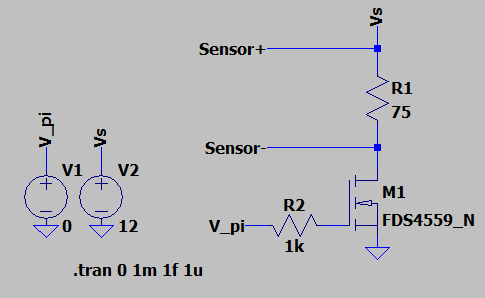 Vs
Sensor+
R1
75
V_pi
Vs
V1
V2
Sensor-
M1
R2
V_pi
FDS4559_N
0
12
1k
.tran 0 1m 1f 1u